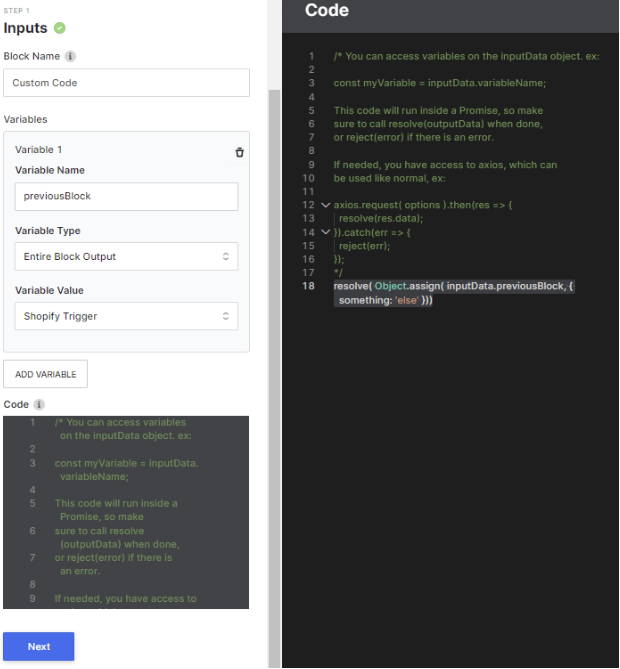 STEP 1
Inputs
Block Name i
Custom Code
Variables
Variable 1
Variable Name
previousBlock
Variable Type
Entire Block Output
Variable Value
Shopify Trigger
ADD VARIABLE
Code i
1 /* You can access variables
on the inputData object. ex:
2
3 const myVariable = inputData.
variableName;
4
5 This code will run inside a
Promise, so make
6 sure to call resolve
(outputData) when done,
7 or reject(error) if there is
an error.
8
9 If needed, you have access to
Next
Code
1 /* You can access variables on the inputData object. ex:
2
3 const myVariable = inputData.variableName;
4
5 This code will run inside a Promise, so make
6 sure to call resolve(outputData) when done,
7 or reject(error) if there is an error.
8
9 If needed, you have access to axios, which can
10 be used like normal, ex:
11
12 axios.request( options ).then(res => {
13 resolve(res.data);
14 }).catch(err => {
15 reject(err);
16 });
17 */
18 resolve( Object.assign( inputData.previousBlock, {
something: 'else' }))